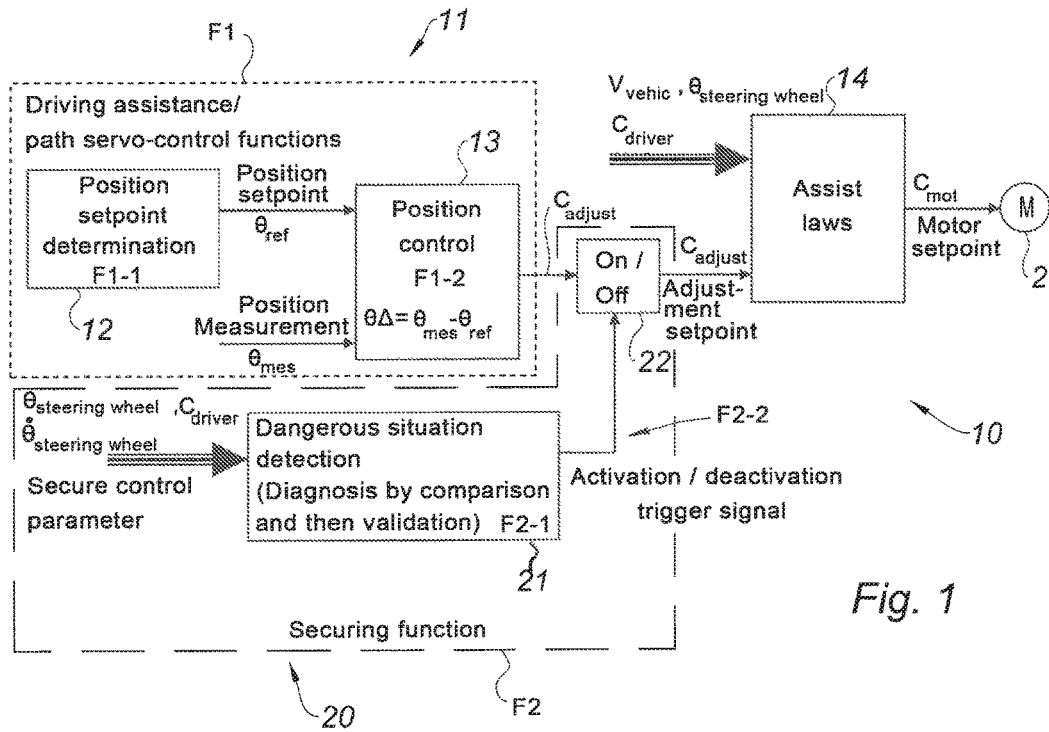 F1
11
Driving assistance/
path servo-control functions
Position
setpoint
determination
F1-1
12
Position
setpoint
θref
Position
Measurement
θmes
13
Position
control
F1-2
θΔ= θmes-θref
Cadjust
On /
Off
22
Cadjust
Adjust-
ment
setpoint
Vvehic , θsteering wheel
Cdriver
14
Assist
laws
Cmot
Motor
setpoint
M
2
10
θsteering wheel , Cdriver
θ̇steering wheel
Secure control
parameter
Dangerous situation
detection
(Diagnosis by comparison
and then validation) F2-1
21
F2-2
Activation / deactivation
trigger signal
Securing function
20
F2
Fig. 1